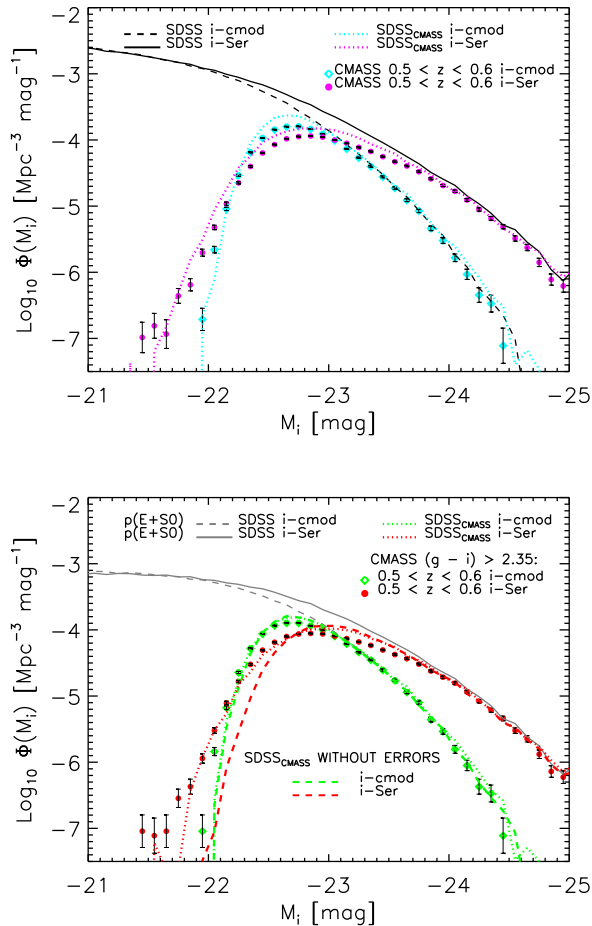 SDSS i-cmod
SDSS i-Ser
SDSS_CMASS i-cmod
SDSS_CMASS i-Ser
CMASS 0.5 < z < 0.6 i-cmod
CMASS 0.5 < z < 0.6 i-Ser
Log₁₀ Φ(Mᵢ) [Mpc⁻³ mag⁻¹]
-2
-3
-4
-5
-6
-7
-21
-22
-23
-24
-25
Mᵢ [mag]
p(E+S0) SDSS i-cmod
p(E+S0) SDSS i-Ser
SDSS_CMASS i-cmod
SDSS_CMASS i-Ser
CMASS (g - i) > 2.35:
0.5 < z < 0.6 i-cmod
0.5 < z < 0.6 i-Ser
SDSS_CMASS WITHOUT ERRORS
i-cmod
i-Ser
Log₁₀ Φ(Mᵢ) [Mpc⁻³ mag⁻¹]
-2
-3
-4
-5
-6
-7
-21
-22
-23
-24
-25
Mᵢ [mag]